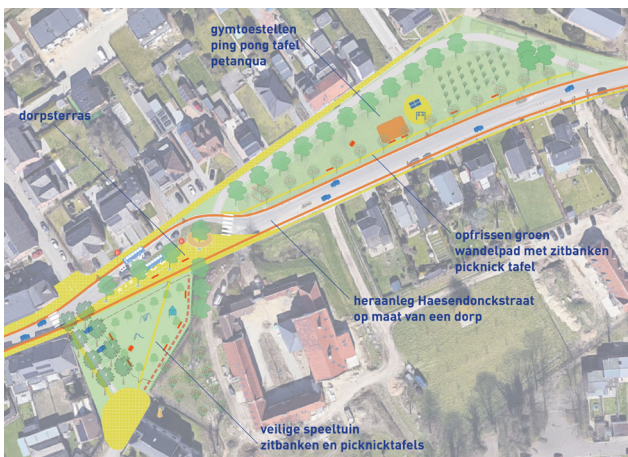 gymtoestellen
ping pong tafel
petanqua
dorpsterras
opfrissen groen
wandelpad met zitbanken
picknick tafel
heraanleg Haesendonckstraat
op maat van een dorp
veilige speeltuin
zitbanken en picknicktafels